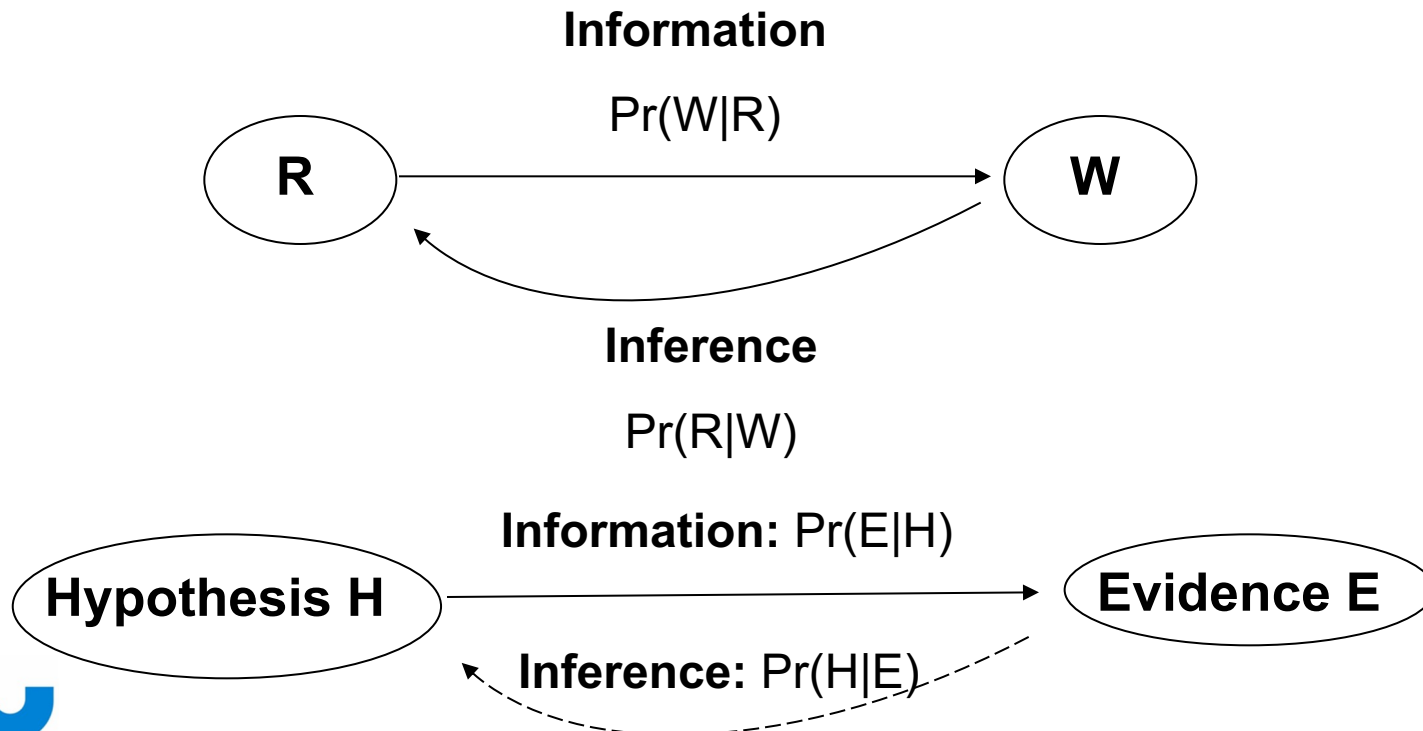 Information
Pr(W|R)
R
W
Inference
Pr(R|W)
Information: Pr(E|H)
Hypothesis H
Evidence E
Inference: Pr(H|E)